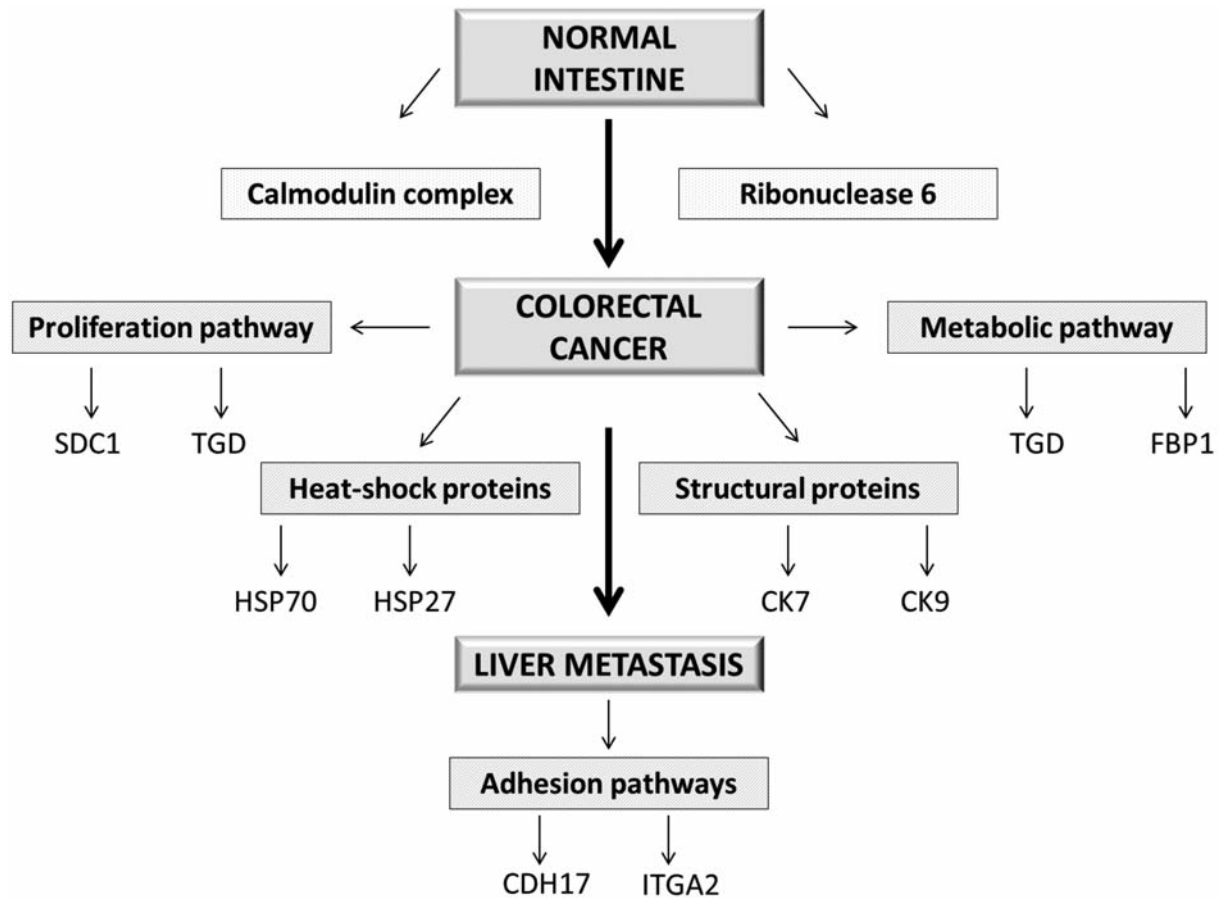 NORMAL
INTESTINE
Calmodulin complex
Ribonuclease 6
COLORECTAL
CANCER
Proliferation pathway
Metabolic pathway
SDC1
TGD
TGD
FBP1
Heat-shock proteins
Structural proteins
HSP70
HSP27
CK7
CK9
LIVER METASTASIS
Adhesion pathways
CDH17
ITGA2